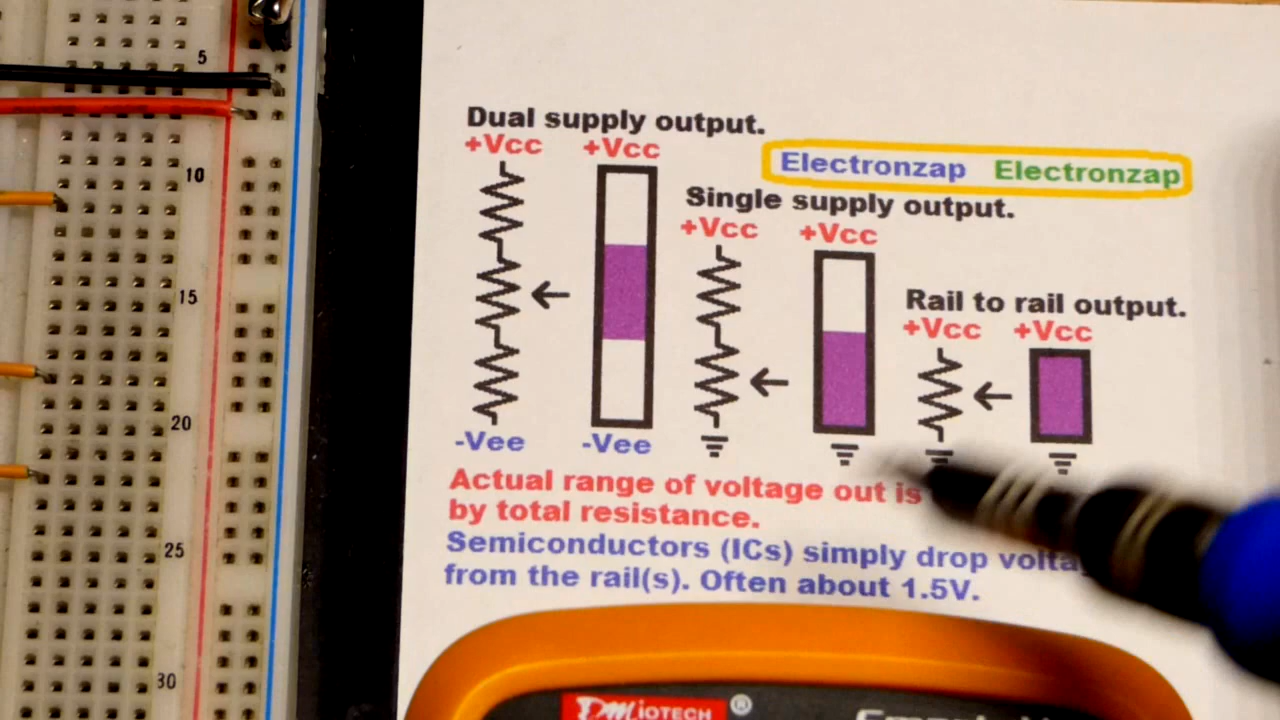 5
10
15
20
25
30
Dual supply output.
+Vcc +Vcc
Electronzap Electronzap
Single supply output.
+Vcc +Vcc
Rail to rail output.
+Vcc +Vcc
-Vee -Vee
Actual range of voltage out is
by total resistance.
Semiconductors (ICs) simply drop
from the rail(s). Often about 1.5V.
DMiOTECH ®